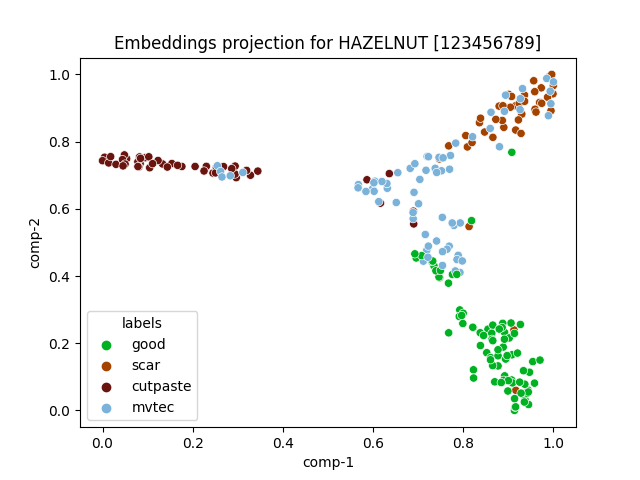 Embeddings projection for HAZELNUT [123456789]
1.0
0.8
0.6
0.4
0.2
0.0
comp-2
labels
good
scar
cutpaste
mvtec
0.0 0.2 0.4 0.6 0.8 1.0
comp-1